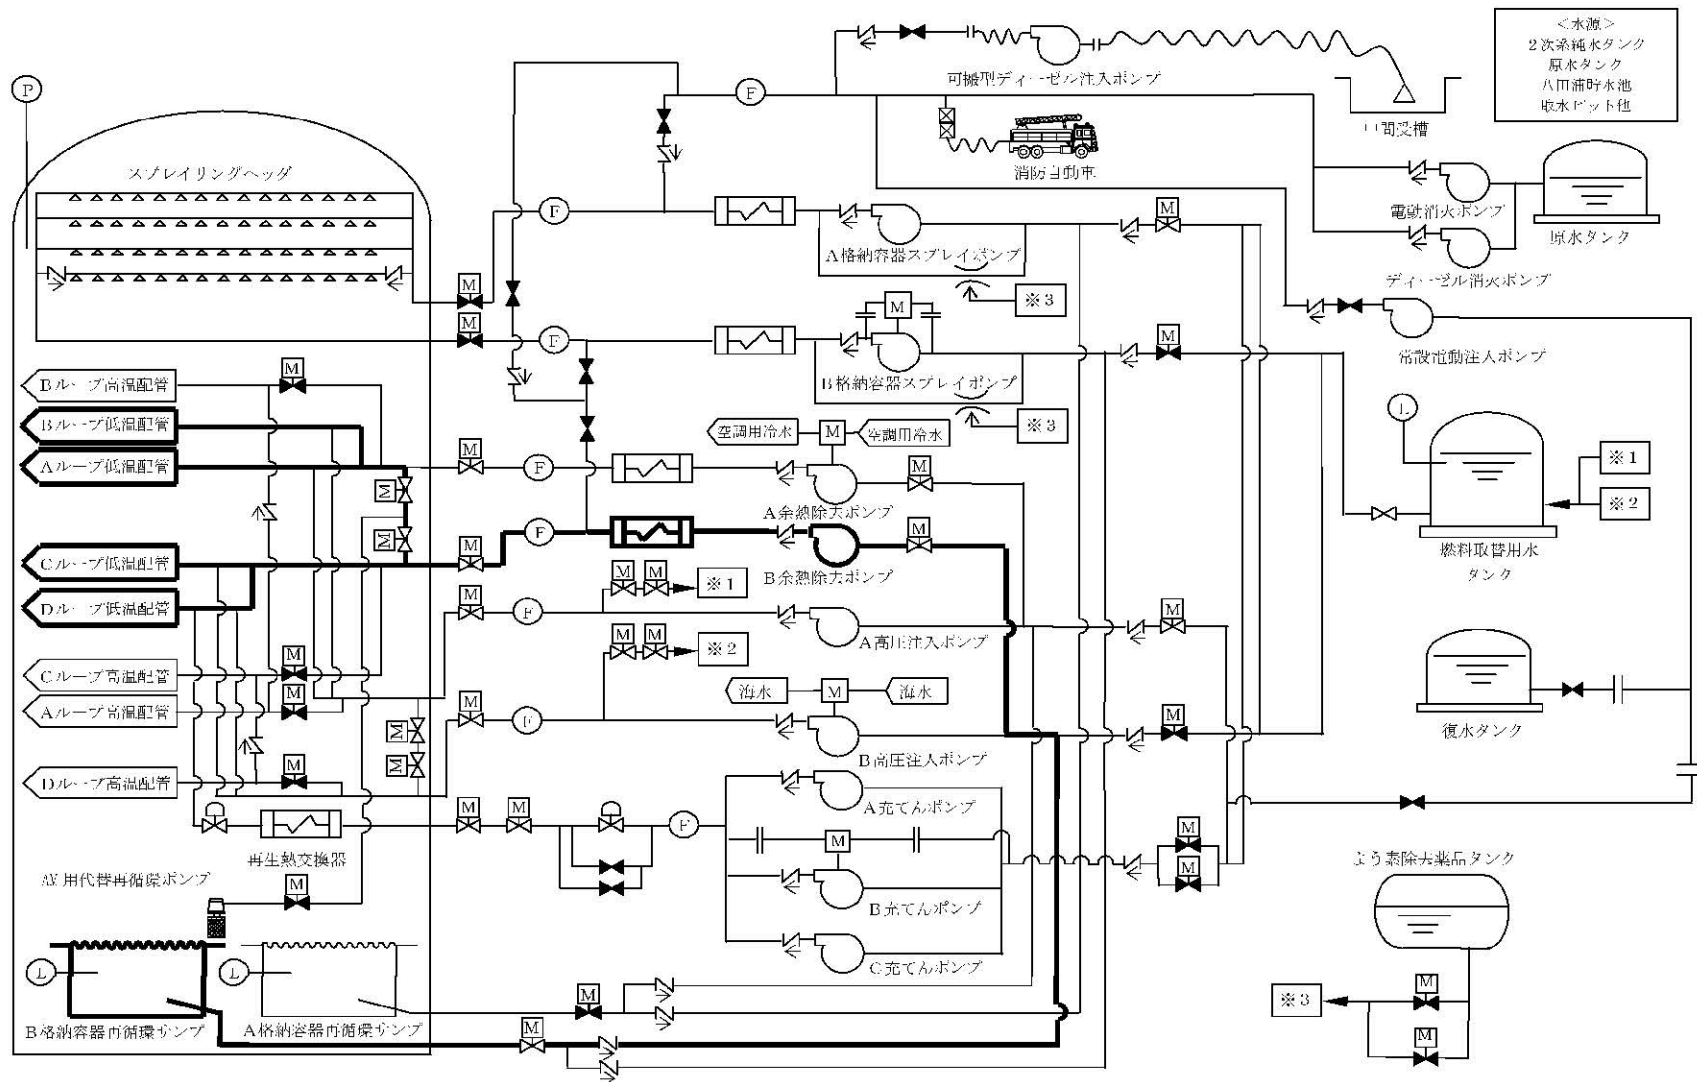 <水源>
2次系純水タンク
原水タンク
八田浦貯水池
取水ピット他
P
F
可搬型ディーゼル注入ポンプ
中間受槽
消防自動車
スプレイリングヘッダ
電動消火ポンプ
原水タンク
ディーゼル消火ポンプ
F
A格納容器スプレイポンプ
※3
M
M
M
F
M
B格納容器スプレイポンプ
※3
M
常設電動注入ポンプ
Bループ高温配管
M
Bループ低温配管
Aループ低温配管
M
M
M
F
空調用冷水
M
空調用冷水
A余熱除去ポンプ
M
L
※1
※2
燃料取替用水
タンク
Cループ低温配管
Dループ低温配管
M
F
B余熱除去ポンプ
M
M
M
※1
M
F
A高圧注入ポンプ
M
M
M
※2
Cループ高温配管
M
Aループ高温配管
M
M
M
M
F
海水
M
海水
B高圧注入ポンプ
M
復水タンク
Dループ高温配管
M
再生熱交換器
M
M
F
A充てんポンプ
M
B充てんポンプ
C充てんポンプ
M
M
よう素除去薬品タンク
AM用代替再循環ポンプ
M
L
L
B格納容器再循環サンプ
A格納容器再循環サンプ
M
M
※3
M
M